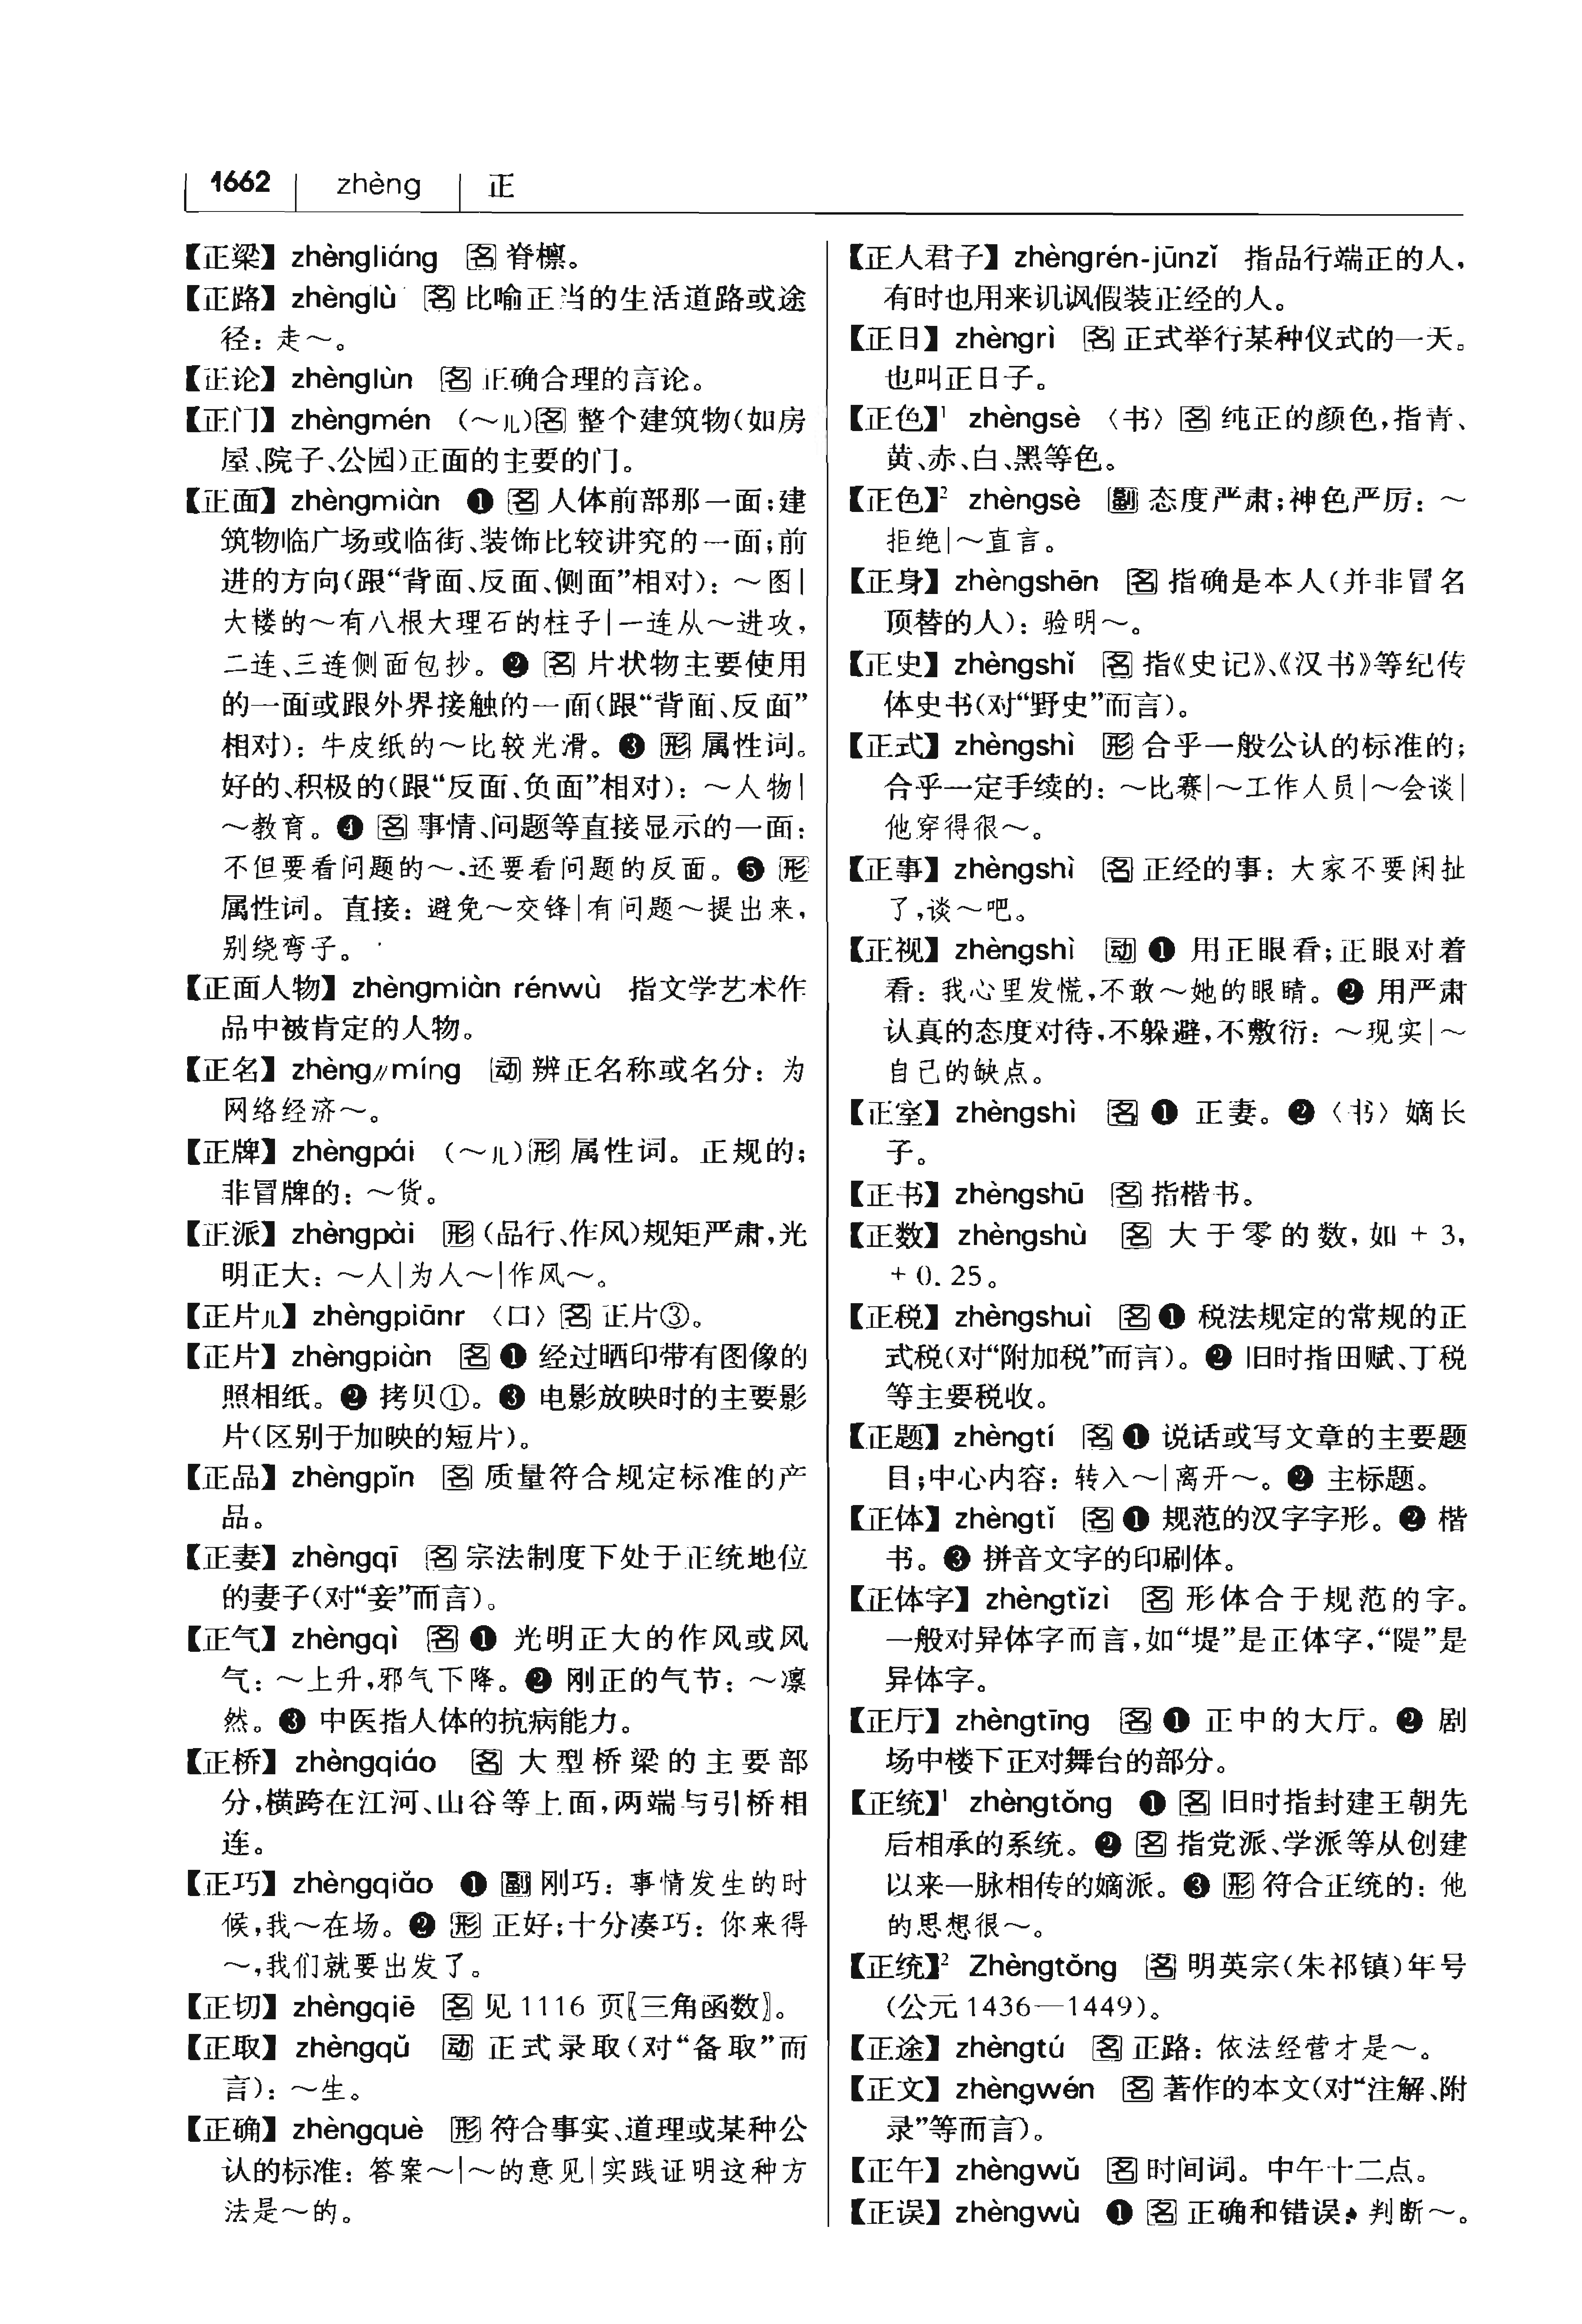 1662 zhèng 正
【正梁】 zhèngliáng 名 脊檩。
【正路】 zhènglù 名 比喻正当的生活道路或途
径：走～。
【正论】 zhènglùn 名 正确合理的言论。
【正门】 zhèngmén （～儿）名 整个建筑物（如房
屋、院子、公园）正面的主要的门。
【正面】 zhèngmiàn ❶ 名 人体前部那一面；建
筑物临广场或临街、装饰比较讲究的一面；前
进的方向（跟“背面、反面、侧面”相对）：～图|
大楼的～有八根大理石的柱子|一连从～进攻，
二连、三连侧面包抄。❷ 名 片状物主要使用
的一面或跟外界接触的一面（跟“背面、反面”
相对）：牛皮纸的～比较光滑。❸ 形 属性词。
好的、积极的（跟“反面、负面”相对）：～人物|
～教育。❹ 名 事情、问题等直接显示的一面：
不但要看问题的～，还要看问题的反面。❺ 形
属性词。直接：避免～交锋|有问题～提出来，
别绕弯子。
【正面人物】 zhèngmiàn rénwù 指文学艺术作
品中被肯定的人物。
【正名】 zhèng//míng 动 辨正名称或名分：为
网络经济～。
【正牌】 zhèngpái （～儿）形 属性词。正规的；
非冒牌的：～货。
【正派】 zhèngpài 形（品行、作风）规矩严肃，光
明正大：～人|为人～|作风～。
【正片儿】 zhèngpiānr 〈口〉名 正片③。
【正片】 zhèngpiàn 名 ❶ 经过晒印带有图像的
照相纸。❷ 拷贝①。❸ 电影放映时的主要影
片（区别于加映的短片）。
【正品】 zhèngpǐn 名 质量符合规定标准的产
品。
【正妻】 zhèngqī 名 宗法制度下处于正统地位
的妻子（对“妾”而言）。
【正气】 zhèngqì 名 ❶ 光明正大的作风或风
气：～上升，邪气下降。❷ 刚正的气节：～凛
然。❸ 中医指人体的抗病能力。
【正桥】 zhèngqiáo 名 大型桥梁的主要部
分，横跨在江河、山谷等上面，两端与引桥相
连。
【正巧】 zhèngqiǎo ❶ 副 刚巧：事情发生的时
候，我～在场。❷ 形 正好；十分凑巧：你来得
～，我们就要出发了。
【正切】 zhèngqiē 名 见 1116 页〖三角函数〗。
【正取】 zhèngqǔ 动 正式录取（对“备取”而
言）：～生。
【正确】 zhèngquè 形 符合事实、道理或某种公
认的标准：答案～|～的意见|实践证明这种方
法是～的。
【正人君子】 zhèngrén-jūnzǐ 指品行端正的人，
有时也用来讥讽假装正经的人。
【正日】 zhèngrì 名 正式举行某种仪式的一天。
也叫正日子。
【正色】¹ zhèngsè 〈书〉名 纯正的颜色，指青、
黄、赤、白、黑等色。
【正色】² zhèngsè 副 态度严肃；神色严厉：～
拒绝|～直言。
【正身】 zhèngshēn 名 指确是本人（并非冒名
顶替的人）：验明～。
【正史】 zhèngshǐ 名 指《史记》、《汉书》等纪传
体史书（对“野史”而言）。
【正式】 zhèngshì 形 合乎一般公认的标准的；
合乎一定手续的：～比赛|～工作人员|～会谈|
他穿得很～。
【正事】 zhèngshì 名 正经的事：大家不要闲扯
了，谈～吧。
【正视】 zhèngshì 动 ❶ 用正眼看；正眼对着
看：我心里发慌，不敢～她的眼睛。❷ 用严肃
认真的态度对待，不躲避，不敷衍：～现实|～
自己的缺点。
【正室】 zhèngshì 名 ❶ 正妻。❷〈书〉嫡长
子。
【正书】 zhèngshū 名 指楷书。
【正数】 zhèngshù 名 大于零的数，如 + 3，
+ 0.25。
【正税】 zhèngshuì 名 ❶ 税法规定的常规的正
式税（对“附加税”而言）。❷ 旧时指田赋、丁税
等主要税收。
【正题】 zhèngtí 名 ❶ 说话或写文章的主要题
目；中心内容：转入～|离开～。❷ 主标题。
【正体】 zhèngtǐ 名 ❶ 规范的汉字字形。❷ 楷
书。❸ 拼音文字的印刷体。
【正体字】 zhèngtǐzì 名 形体合于规范的字。
一般对异体字而言，如“堤”是正体字，“隄”是
异体字。
【正厅】 zhèngtīng 名 ❶ 正中的大厅。❷ 剧
场中楼下正对舞台的部分。
【正统】¹ zhèngtǒng ❶ 名 旧时指封建王朝先
后相承的系统。❷ 名 指党派、学派等从创建
以来一脉相传的嫡派。❸ 形 符合正统的：他
的思想很～。
【正统】² Zhèngtǒng 名 明英宗（朱祁镇）年号
（公元 1436—1449）。
【正途】 zhèngtú 名 正路：依法经营才是～。
【正文】 zhèngwén 名 著作的本文（对“注解、附
录”等而言）。
【正午】 zhèngwǔ 名 时间词。中午十二点。
【正误】 zhèngwù ❶ 名 正确和错误：判断～。